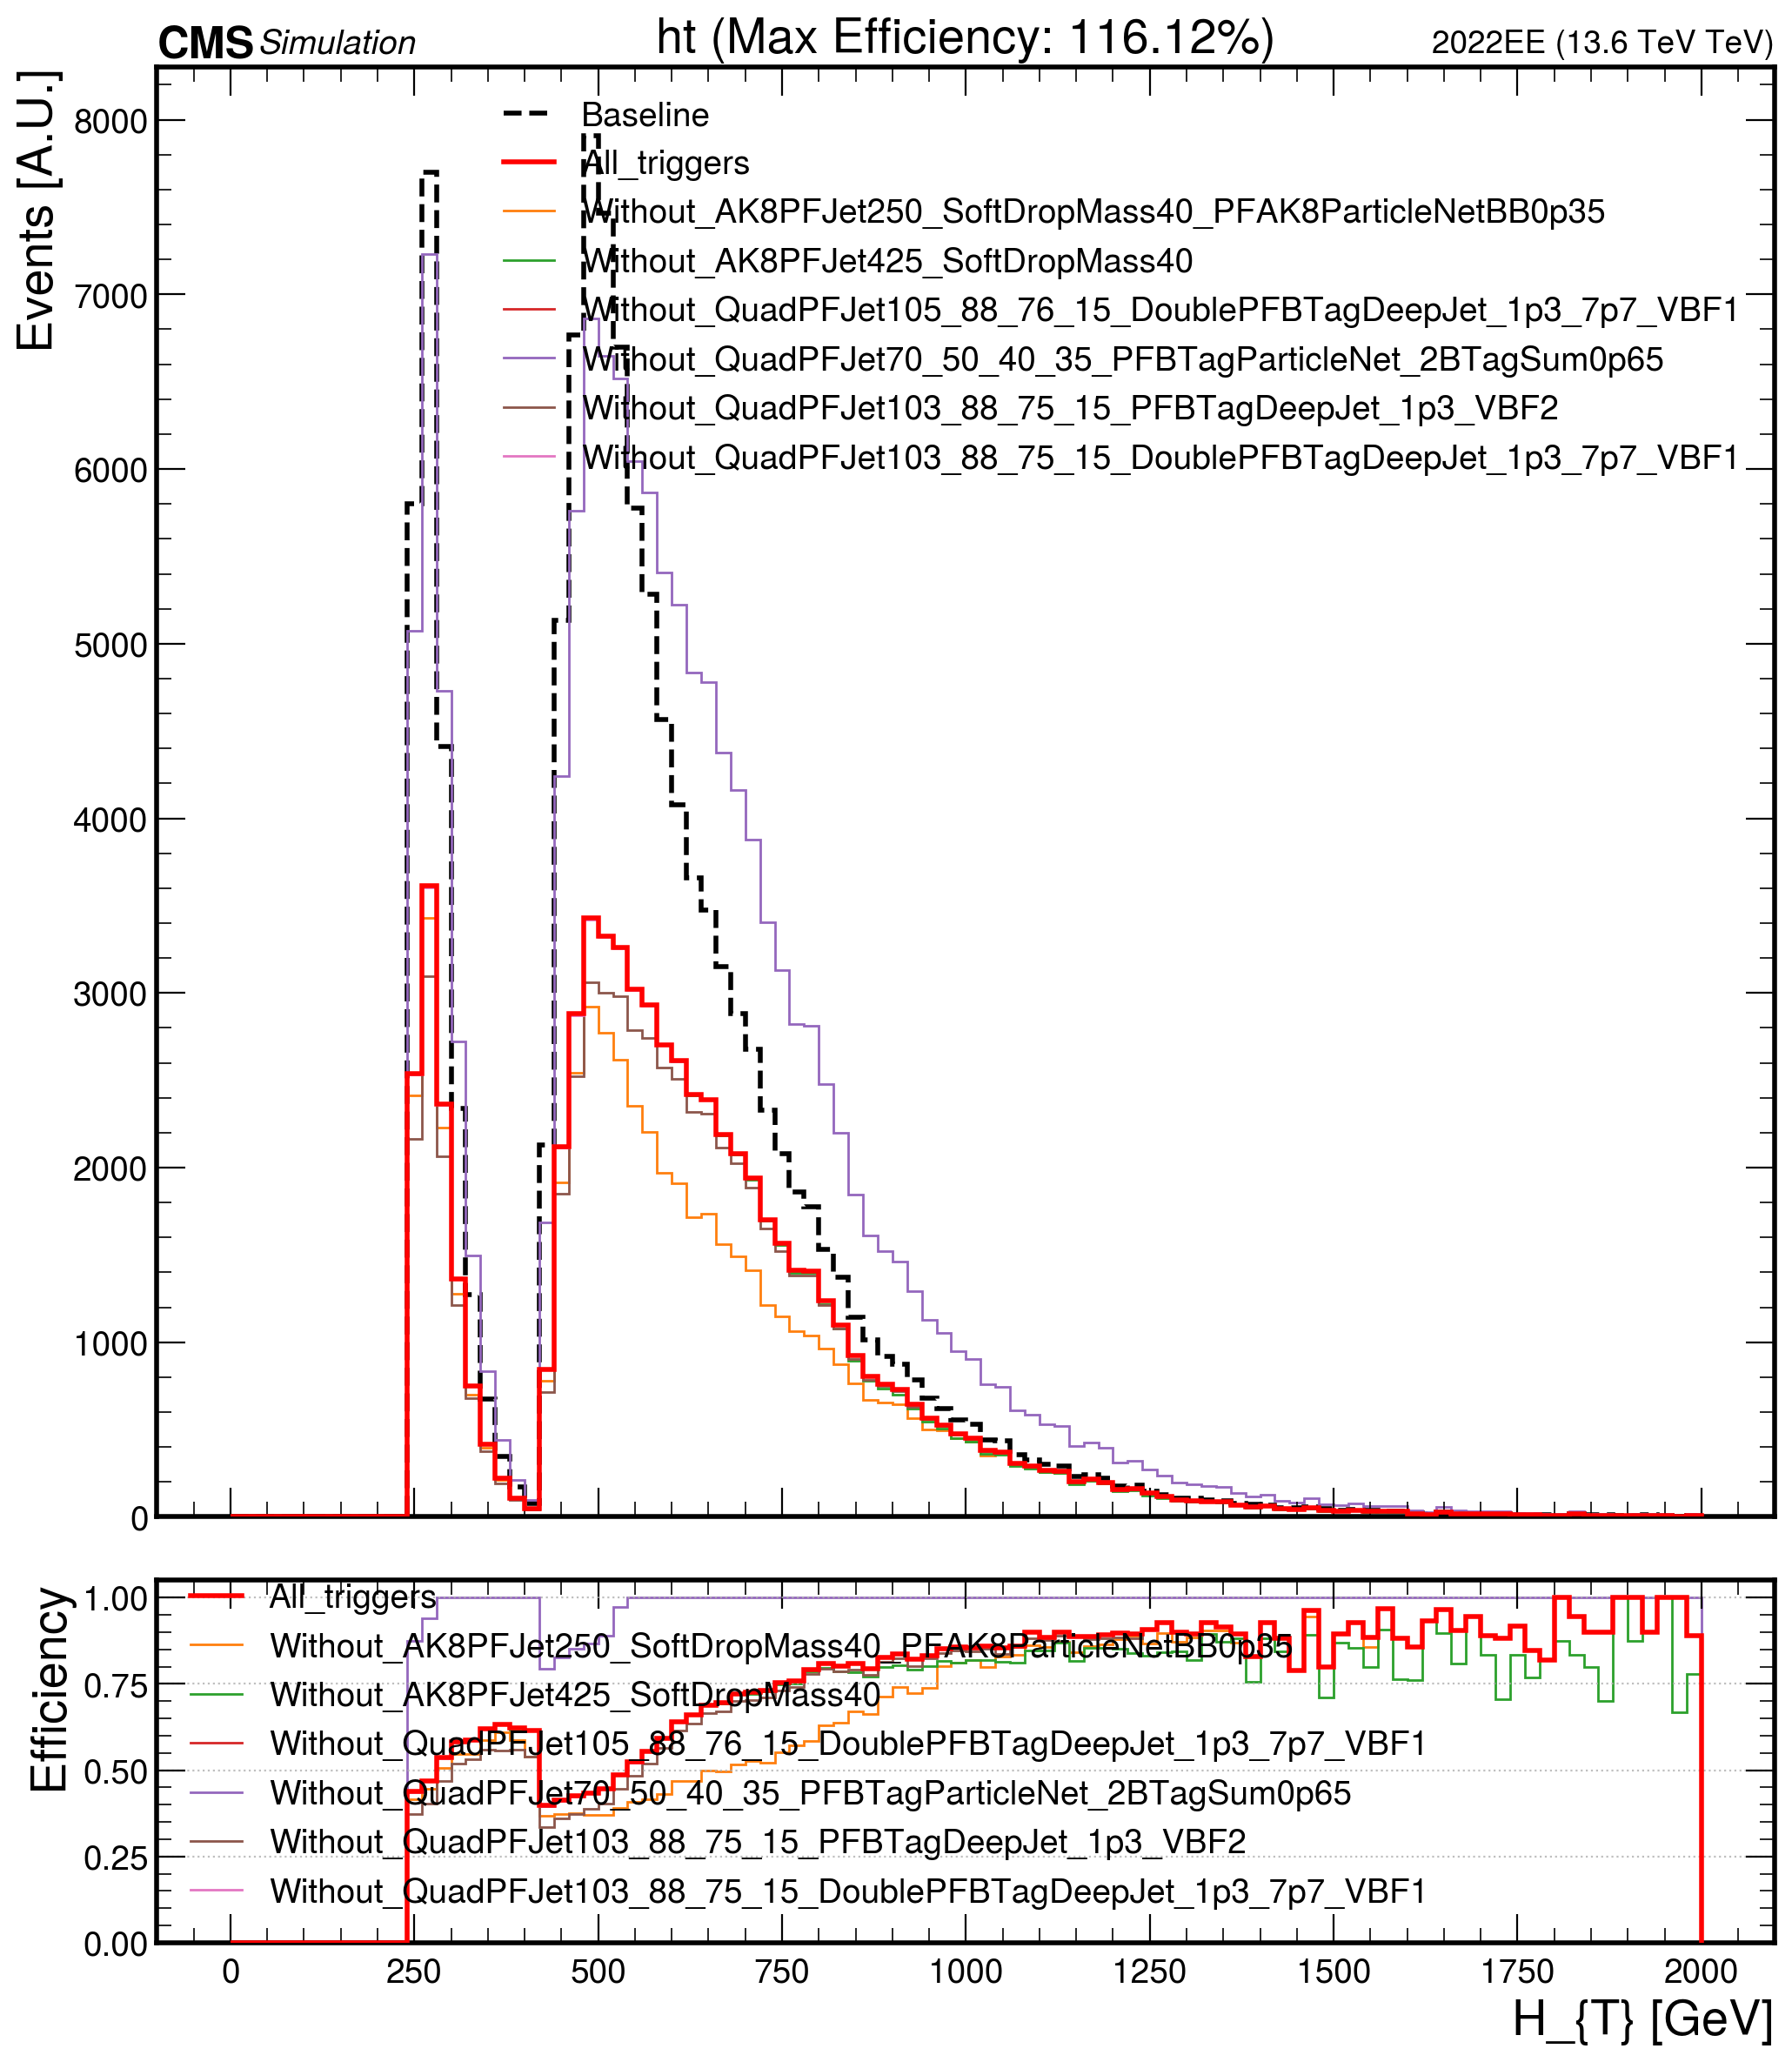 CMS Simulation ht (Max Efficiency: 116.12%) 2022EE (13.6 TeV TeV)
Events [A.U.]
8000
7000
6000
5000
4000
3000
2000
1000
0
Baseline
All_triggers
Without_AK8PFJet250_SoftDropMass40_PFAK8ParticleNetBB0p35
Without_AK8PFJet425_SoftDropMass40
Without_QuadPFJet105_88_76_15_DoublePFBTagDeepJet_1p3_7p7_VBF1
Without_QuadPFJet70_50_40_35_PFBTagParticleNet_2BTagSum0p65
Without_QuadPFJet103_88_75_15_PFBTagDeepJet_1p3_VBF2
Without_QuadPFJet103_88_75_15_DoublePFBTagDeepJet_1p3_7p7_VBF1
Efficiency
1.00
0.75
0.50
0.25
0.00
All_triggers
Without_AK8PFJet250_SoftDropMass40_PFAK8ParticleNetBB0p35
Without_AK8PFJet425_SoftDropMass40
Without_QuadPFJet105_88_76_15_DoublePFBTagDeepJet_1p3_7p7_VBF1
Without_QuadPFJet70_50_40_35_PFBTagParticleNet_2BTagSum0p65
Without_QuadPFJet103_88_75_15_PFBTagDeepJet_1p3_VBF2
Without_QuadPFJet103_88_75_15_DoublePFBTagDeepJet_1p3_7p7_VBF1
0 250 500 750 1000 1250 1500 1750 2000
H_{T} [GeV]